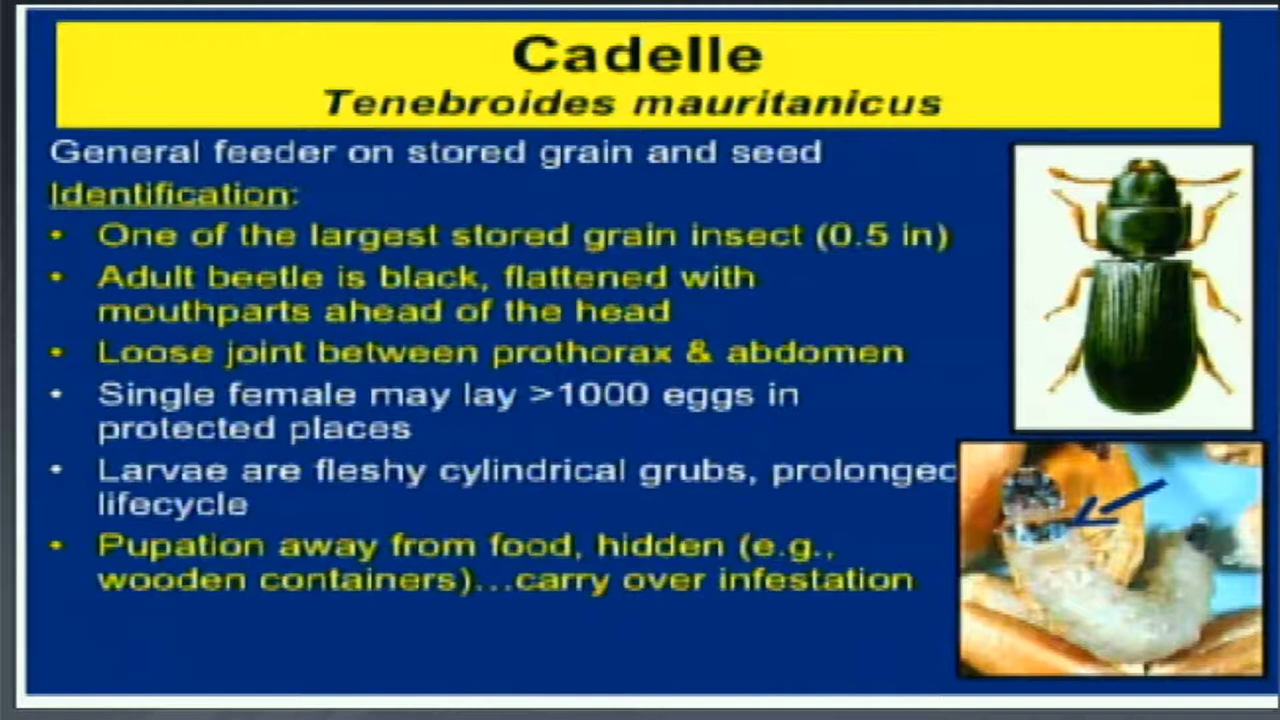 Cadelle
Tenebroides mauritanicus
General feeder on stored grain and seed
Identification:
• One of the largest stored grain insect (0.5 in)
• Adult beetle is black, flattened with
mouthparts ahead of the head
• Loose joint between prothorax & abdomen
• Single female may lay >1000 eggs in
protected places
• Larvae are fleshy cylindrical grubs, prolonged
lifecycle
• Pupation away from food, hidden (e.g.,
wooden containers)...carry over infestation